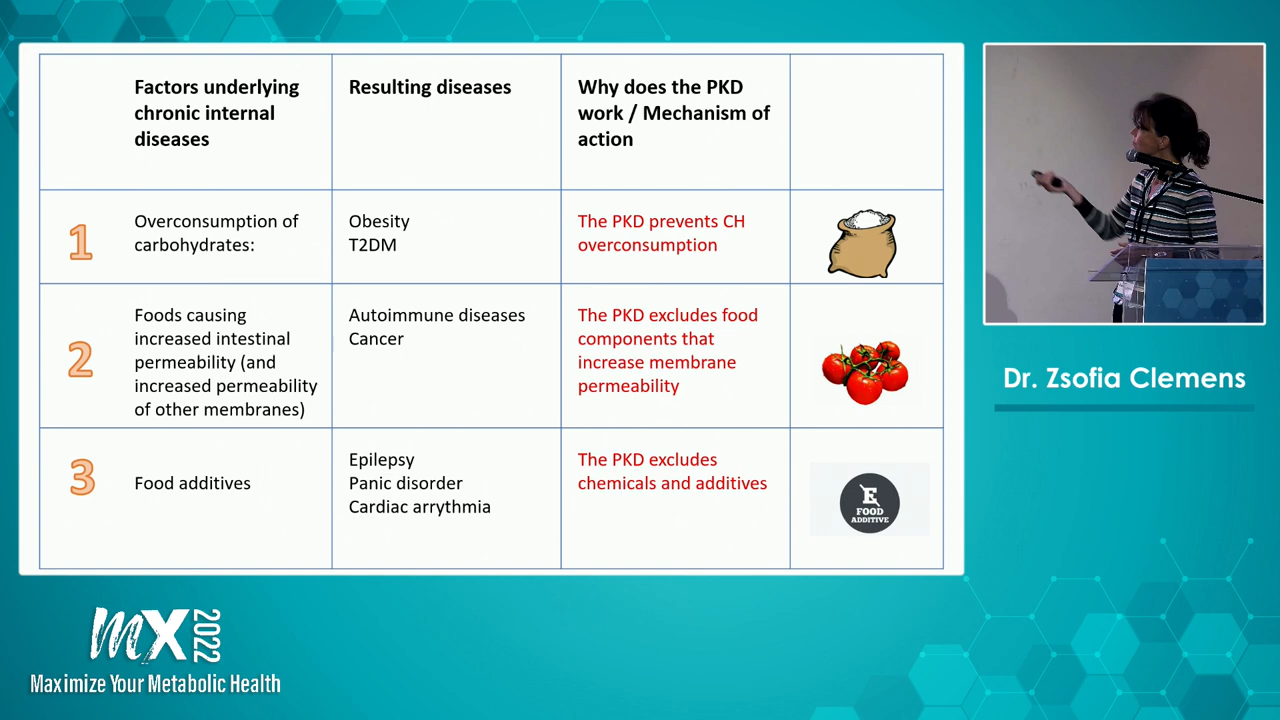 Factors underlying
chronic internal
diseases
Resulting diseases
Why does the PKD
work / Mechanism of
action
1
Overconsumption of
carbohydrates:
Obesity
T2DM
The PKD prevents CH
overconsumption
2
Foods causing
increased intestinal
permeability (and
increased permeability
of other membranes)
Autoimmune diseases
Cancer
The PKD excludes food
components that
increase membrane
permeability
3
Food additives
Epilepsy
Panic disorder
Cardiac arrythmia
The PKD excludes
chemicals and additives
E
FOOD
ADDITIVE
Dr. Zsofia Clemens
mx 2022
Maximize Your Metabolic Health